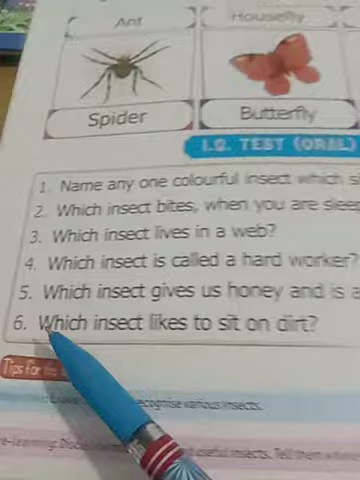 Ant Housefly
Spider Butterfly
I.Q. TEST (ORAL)
1. Name any one colourful insect which
2. Which insect bites, when you are
3. Which insect lives in a web?
4. Which insect is called a hard worker?
5. Which insect gives us honey and is a
6. Which insect likes to sit on dirt?
Tips for
recognise various insects.
useful insects. Tell them